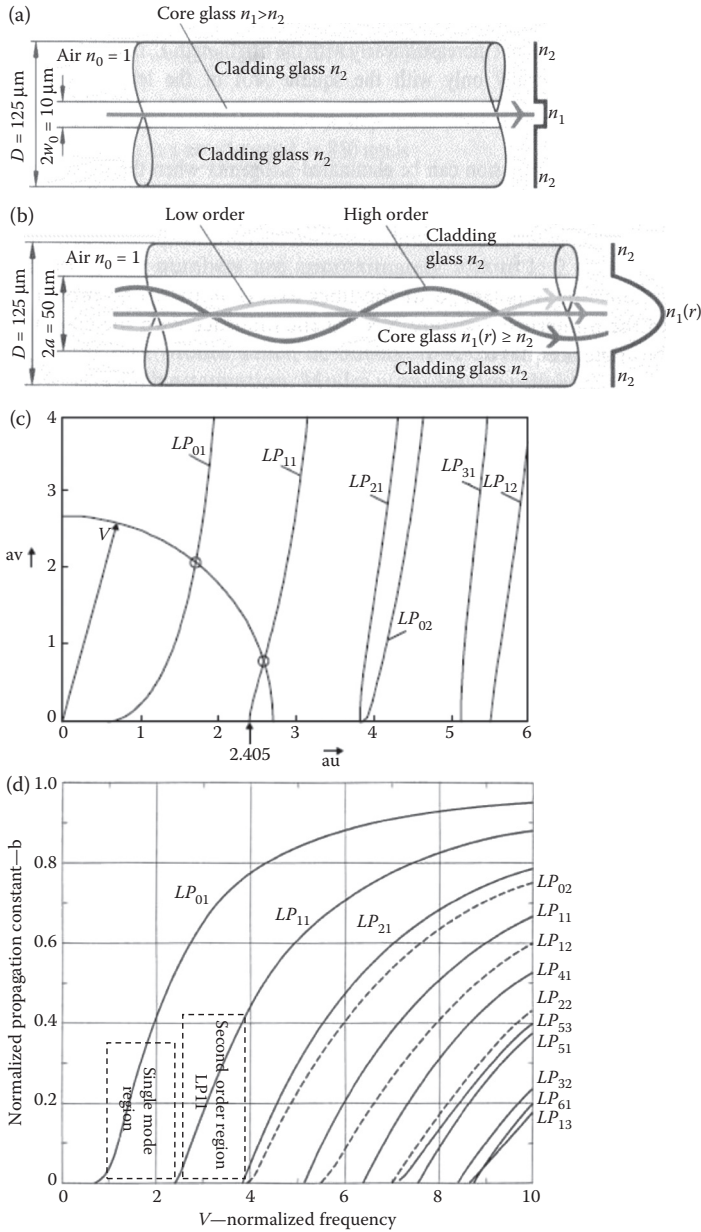 (a)
Core glass n₁>n₂
Air n₀ = 1
Cladding glass n₂
n₂
D = 125 µm
2w₀ = 10 µm
n₁
Cladding glass n₂
n₂
(b)
Low order
High order
Cladding
glass n₂
Air n₀ = 1
n₂
D = 125 µm
2a = 50 µm
n₁(r)
Core glass n₁(r) ≥ n₂
Cladding glass n₂
n₂
(c)
4
3
2
1
0
av
V
LP₀₁
LP₁₁
LP₂₁
LP₀₂
LP₃₁
LP₁₂
0 1 2 3 4 5 6
2.405
au
(d)
1.0
0.8
0.6
0.4
0.2
0
Normalized propagation constant—b
LP₀₁
LP₁₁
LP₂₁
Single mode
region
Second order region
LP11
LP₀₂
LP₁₁
LP₁₂
LP₄₁
LP₂₂
LP₅₃
LP₅₁
LP₃₂
LP₆₁
LP₁₃
0 2 4 6 8 10
V—normalized frequency